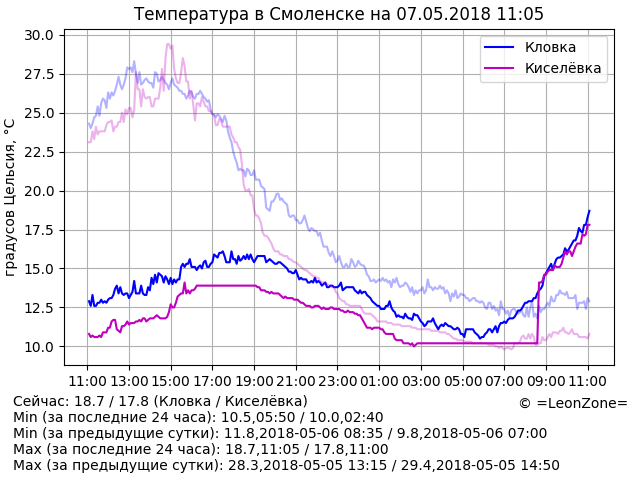 Температура в Смоленске на 07.05.2018 11:05
30.0
27.5
25.0
22.5
20.0
17.5
15.0
12.5
10.0
градусов Цельсия, °C
Кловка
Киселёвка
11:00 13:00 15:00 17:00 19:00 21:00 23:00 01:00 03:00 05:00 07:00 09:00 11:00
Сейчас: 18.7 / 17.8 (Кловка / Киселёвка)
© =LeonZone=
Min (за последние 24 часа): 10.5,05:50 / 10.0,02:40
Min (за предыдущие сутки): 11.8,2018-05-06 08:35 / 9.8,2018-05-06 07:00
Max (за последние 24 часа): 18.7,11:05 / 17.8,11:00
Max (за предыдущие сутки): 28.3,2018-05-05 13:15 / 29.4,2018-05-05 14:50